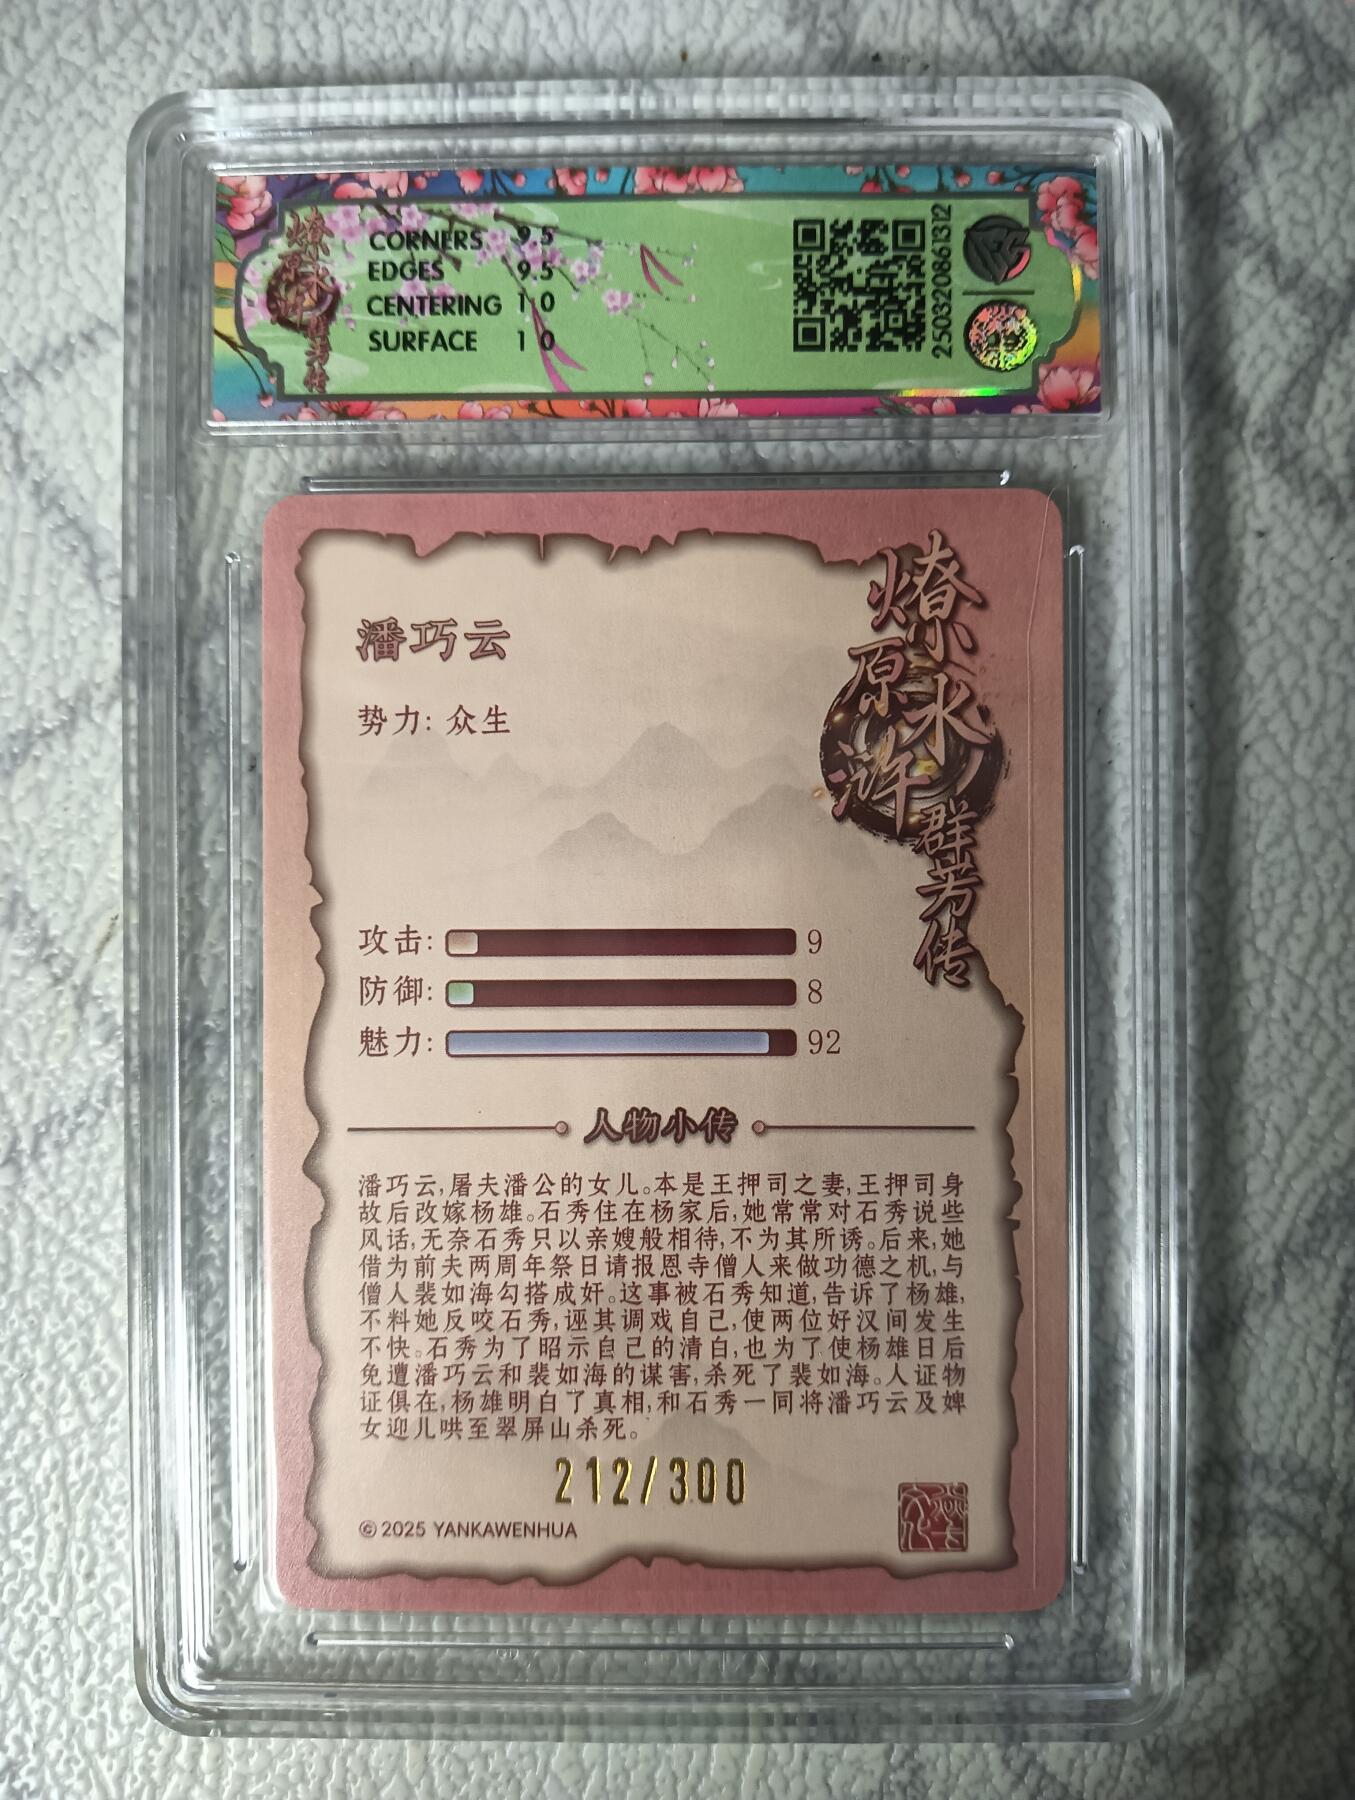 燎原水浒群芳传
CORNERS 9.5
EDGES 9.5
CENTERING 10
SURFACE 10
2503208613112
燎原水浒群芳传
潘巧云
势力: 众生
攻击: 9
防御: 8
魅力: 92
人物小传
潘巧云,屠夫潘公的女儿。本是王押司之妻,王押司身
故后改嫁杨雄。石秀住在杨家后,她常常对石秀说些
风话,无奈石秀只以亲嫂般相待,不为其所诱。后来,她
借为前夫两周年祭日请报恩寺僧人来做功德之机,与
僧人裴如海勾搭成奸。这事被石秀知道,告诉了杨雄,
不料她反咬石秀,诬其调戏自己,使两位好汉间发生
不快。石秀为了昭示自己的清白,也为了使杨雄日后
免遭潘巧云和裴如海的谋害,杀死了裴如海。人证物
证俱在,杨雄明白了真相,和石秀一同将潘巧云及婢
女迎儿哄至翠屏山杀死。
212/300
©2025 YANKAWENHUA
炎卡文化